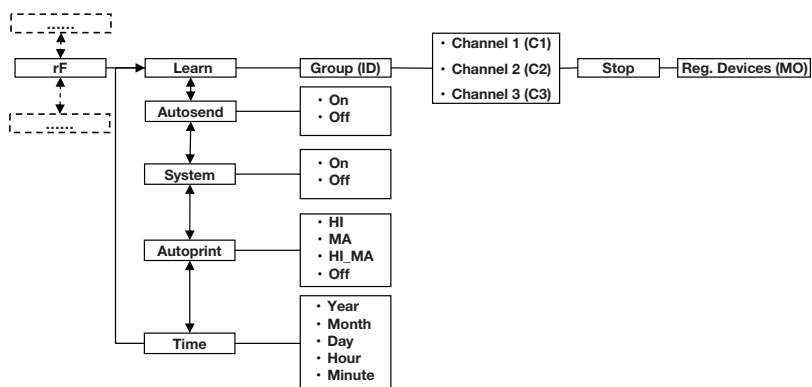 ......
rF
......
Learn
Group (ID)
• Channel 1 (C1)
• Channel 2 (C2)
• Channel 3 (C3)
Stop
Reg. Devices (MO)
Autosend
• On
• Off
System
• On
• Off
Autoprint
• HI
• MA
• HI_MA
• Off
Time
• Year
• Month
• Day
• Hour
• Minute